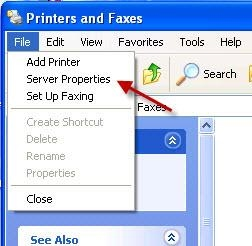 Printers and Faxes
File Edit View Favorites Tools Help
Add Printer
Server Properties
Set Up Faxing
Create Shortcut
Delete
Rename
Properties
Close
Search
Faxes
See Also